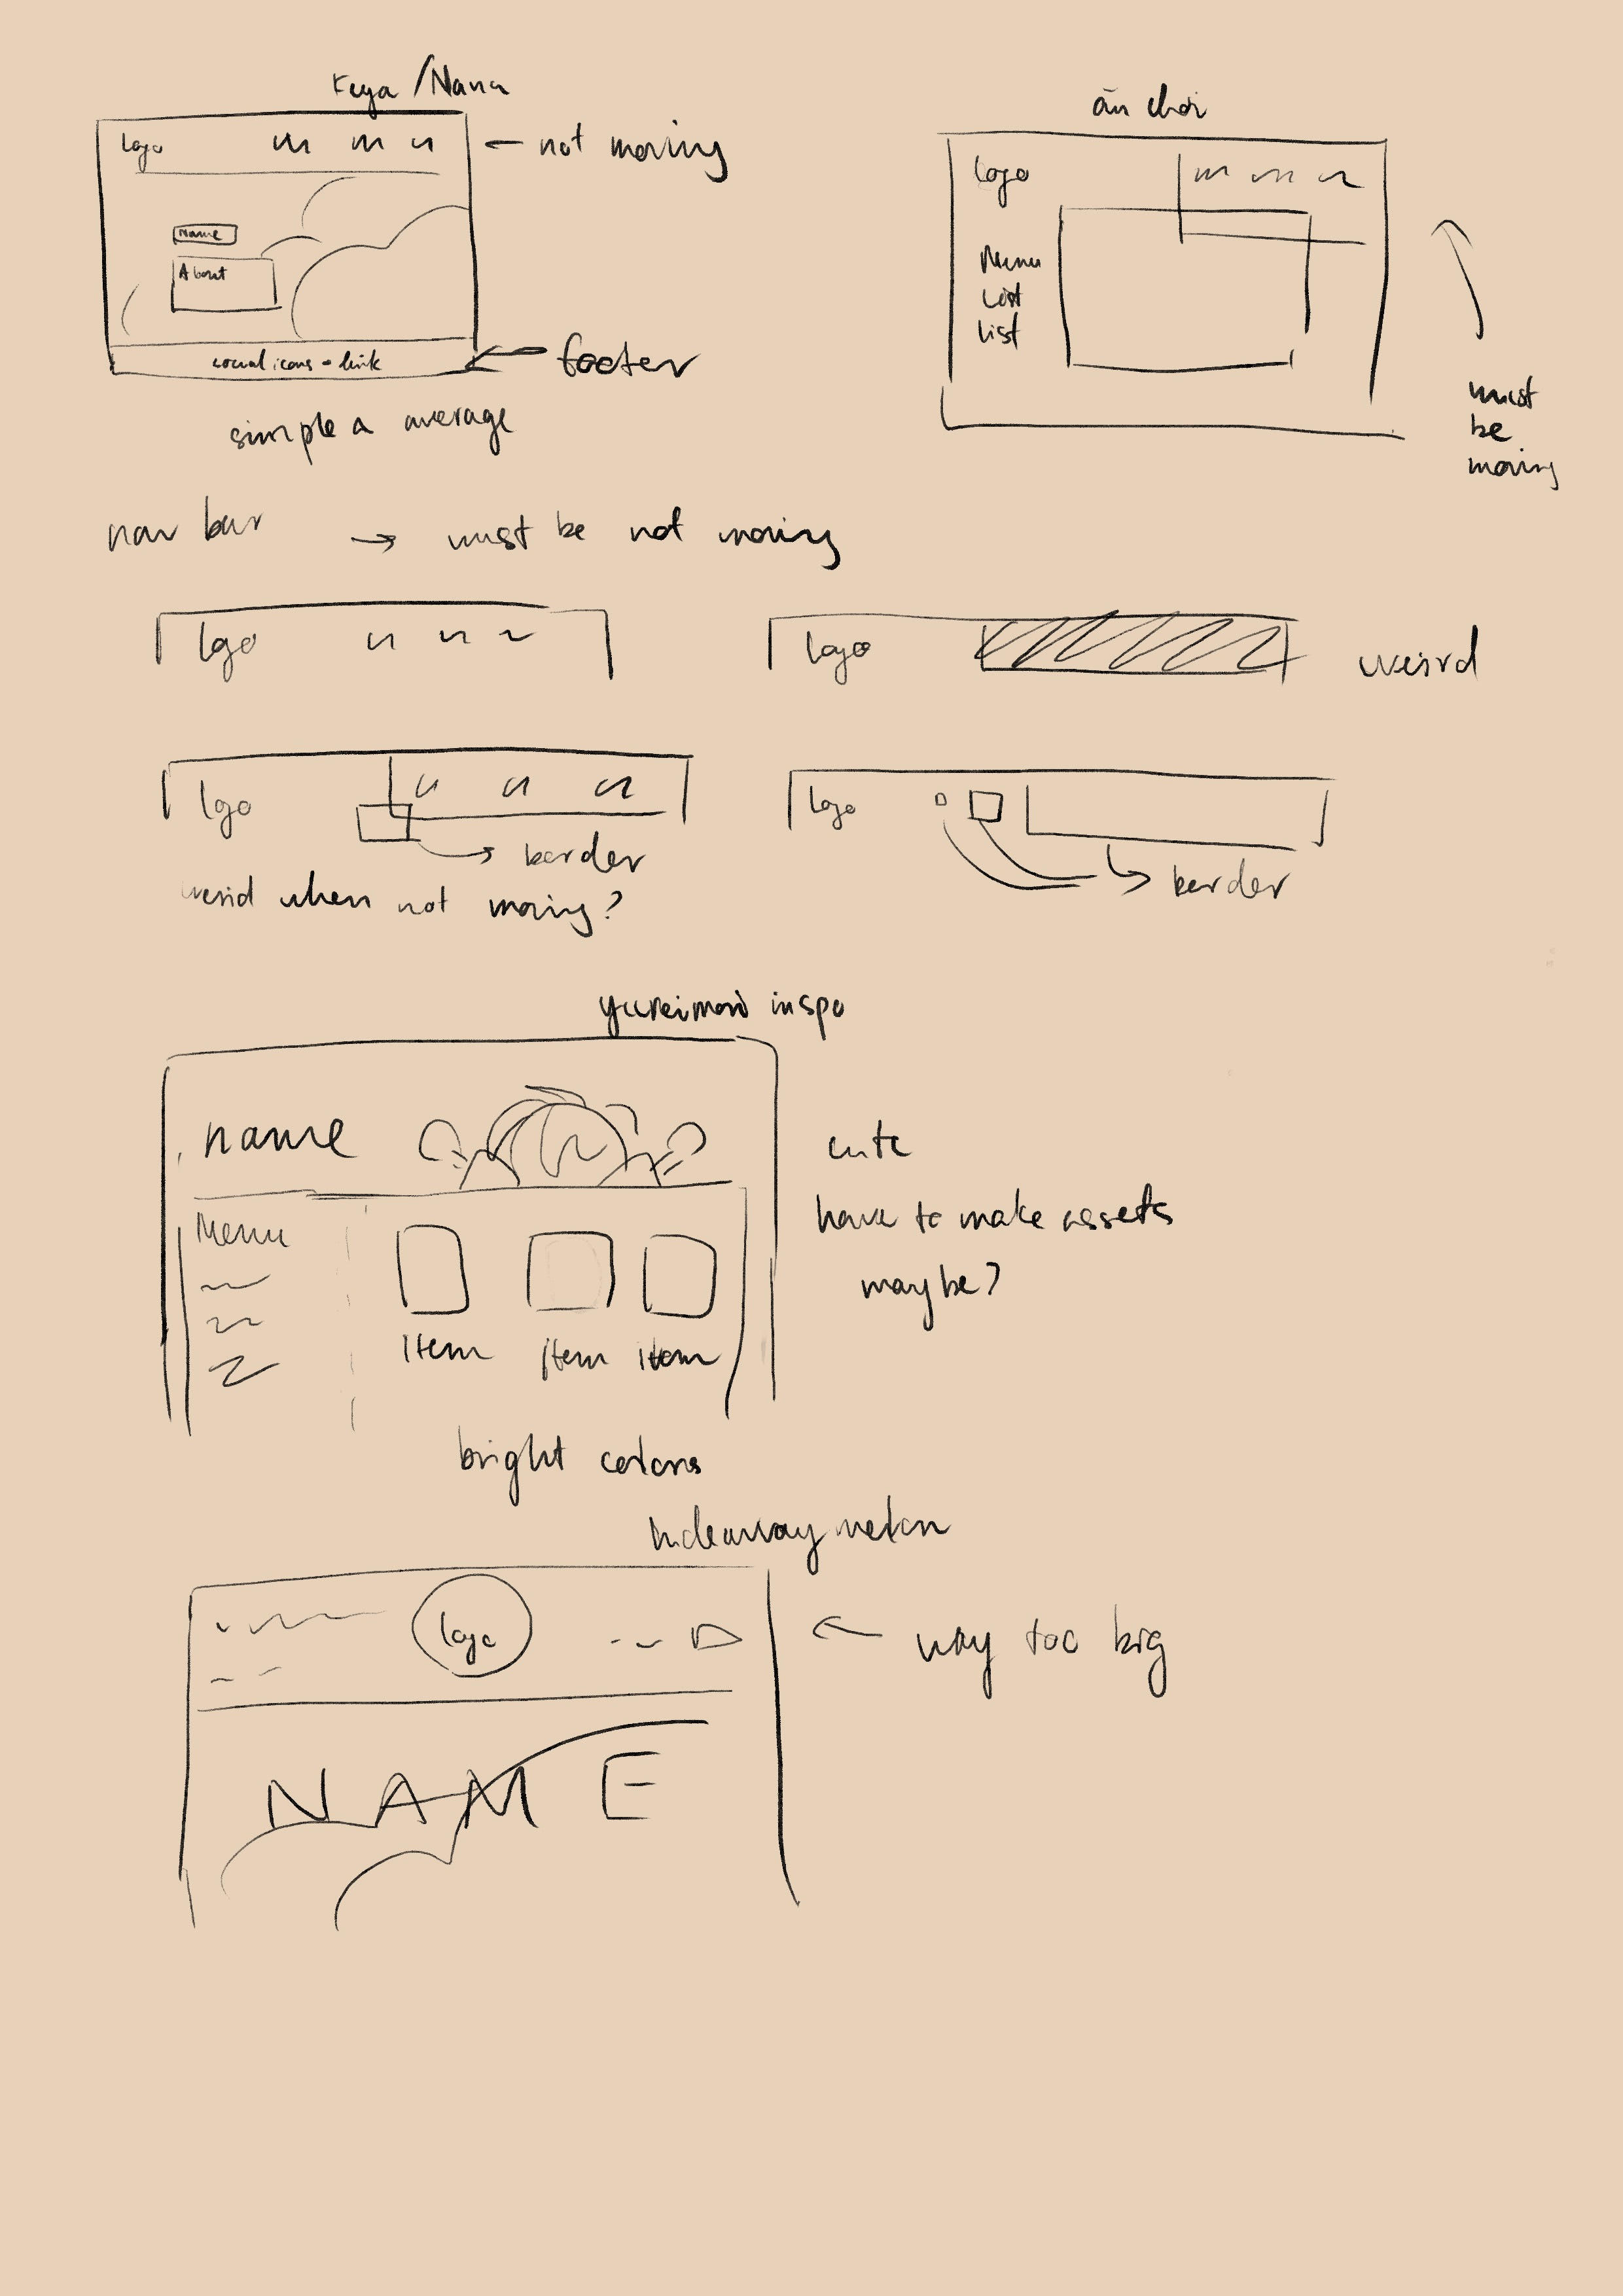 Keya / Nana
logo
← not moving
Name
About
social icons - link
← footer
simple & average
ăn chơi
logo
Menu
List
list
must
be
moving
nav bar → must be not moving
logo
logo
weird
logo
→ border
weird when not moving?
logo
→ border
yureimori inspo
name
Menu
item item item
cute
have to make assets
maybe?
bright colors
hideaway melon
logo
← way too big
NAME